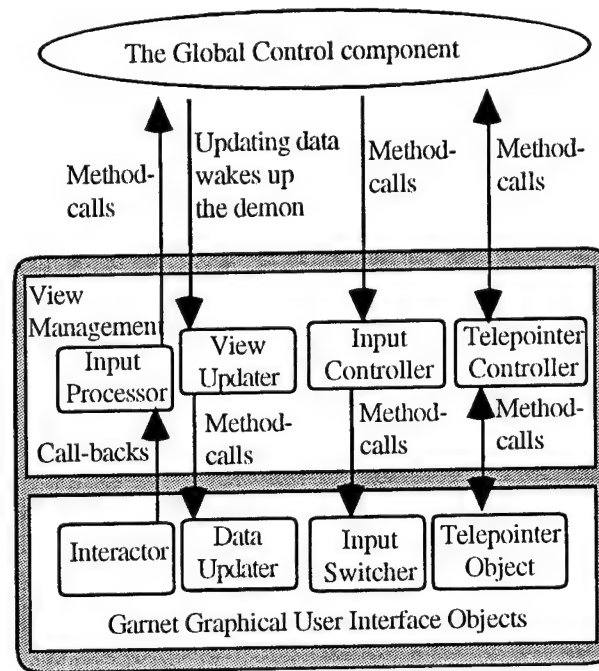 The Global Control component
Method-
calls
Updating data
wakes up
the demon
Method-
calls
Method-
calls
View
Management
Input
Processor
View
Updater
Input
Controller
Telepointer
Controller
Call-backs
Method-
calls
Method-
calls
Method-
calls
Interactor
Data
Updater
Input
Switcher
Telepointer
Object
Garnet Graphical User Interface Objects